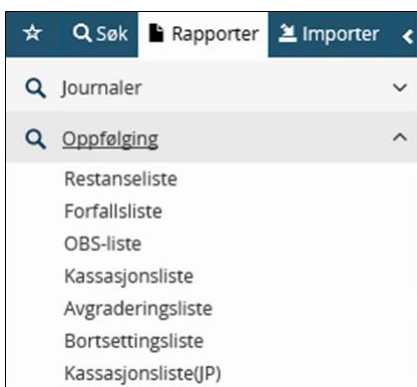 Søk Rapporter Importer
Journaler
Oppfølging
Restanseliste
Forfallsliste
OBS-liste
Kassasjonsliste
Avgraderingsliste
Bortsettingsliste
Kassasjonsliste(JP)